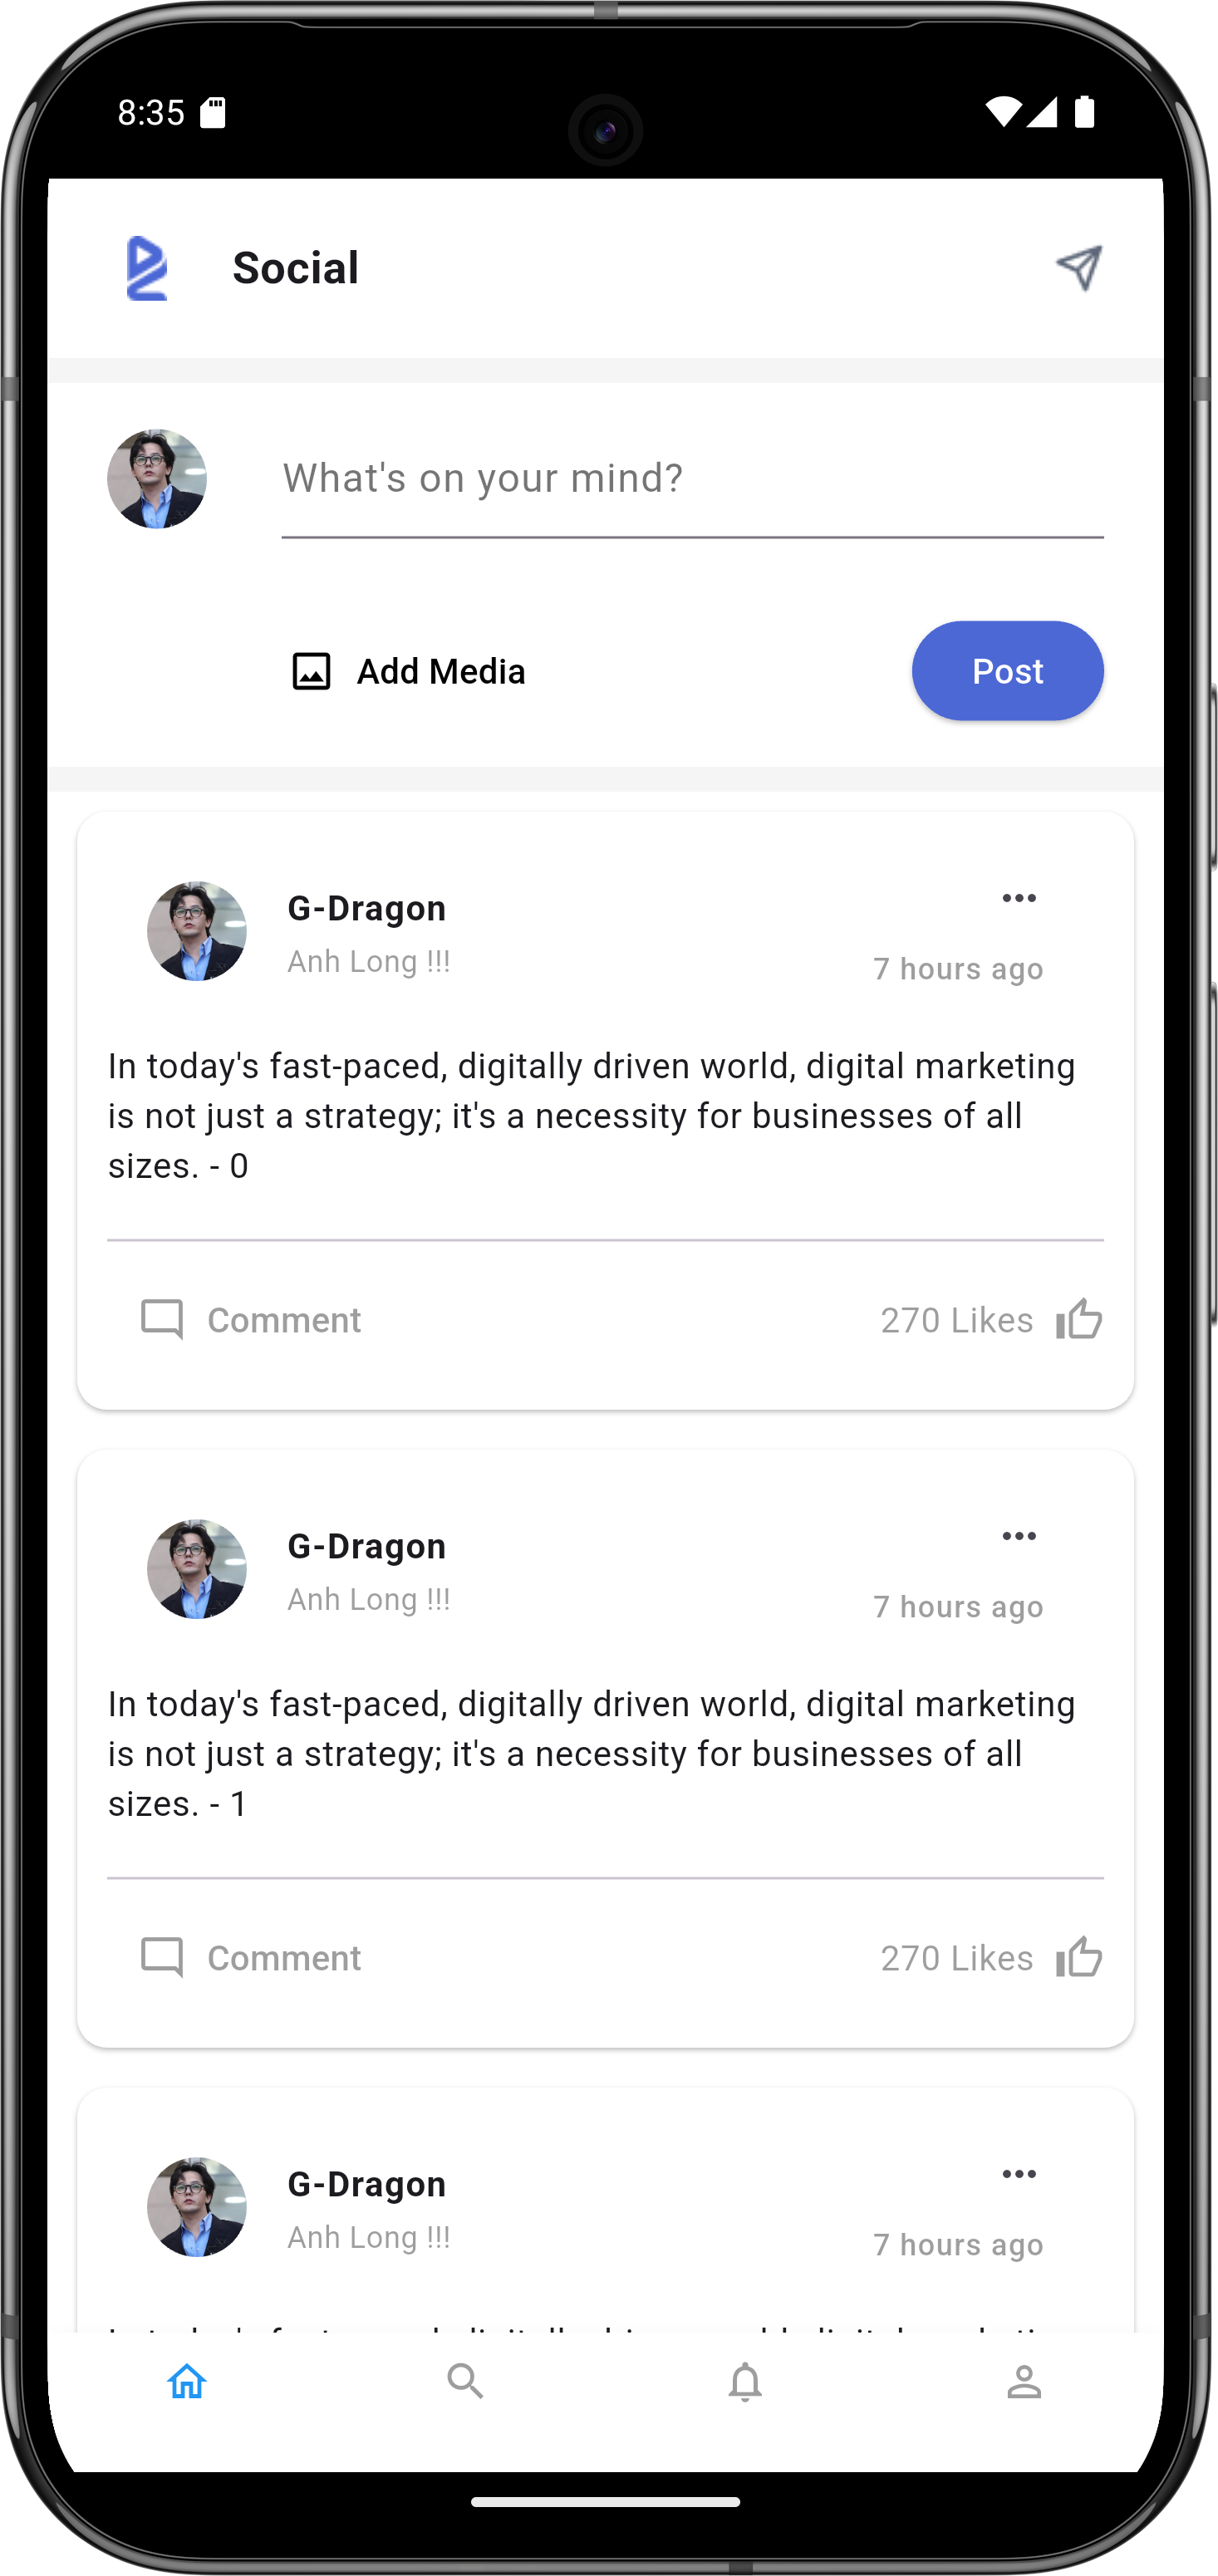 8:35
Social
What's on your mind?
Add Media
Post
G-Dragon
Anh Long !!!
7 hours ago
In today's fast-paced, digitally driven world, digital marketing
is not just a strategy; it's a necessity for businesses of all
sizes. - 0
Comment
270 Likes
G-Dragon
Anh Long !!!
7 hours ago
In today's fast-paced, digitally driven world, digital marketing
is not just a strategy; it's a necessity for businesses of all
sizes. - 1
Comment
270 Likes
G-Dragon
Anh Long !!!
7 hours ago